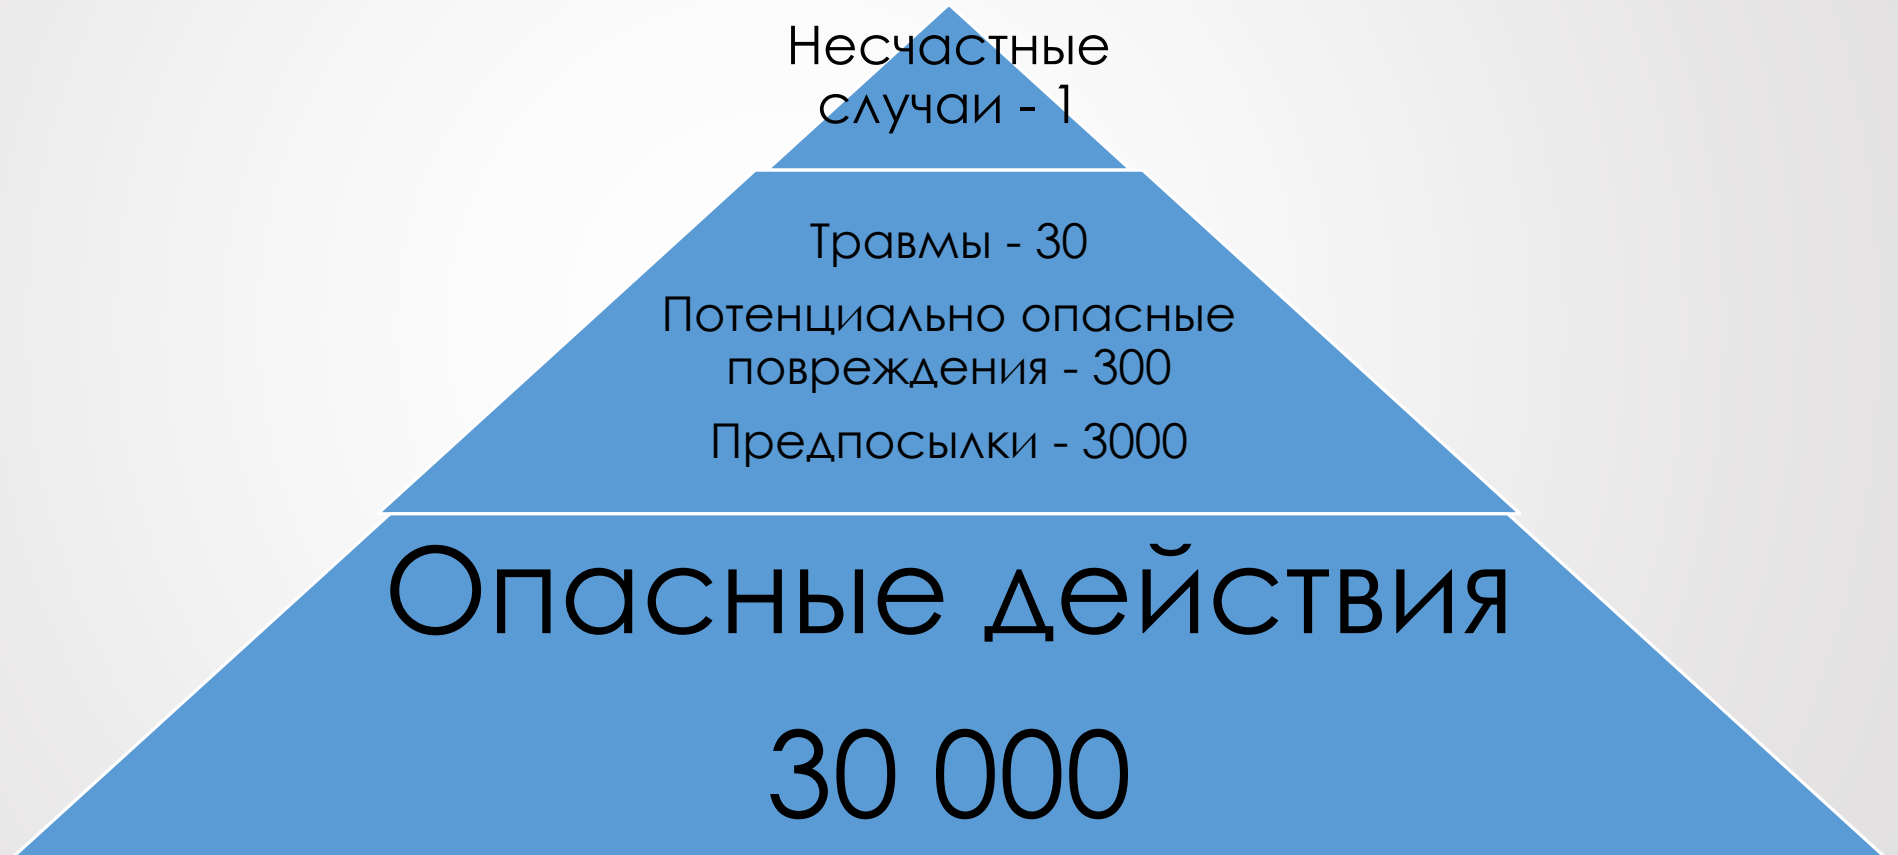 Несчастные
случаи - 1
Травмы - 30
Потенциально опасные
повреждения - 300
Предпосылки - 3000
Опасные действия
30 000